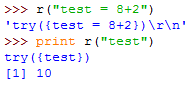 >>> r("test = 8+2")
'try({test = 8+2})\r\n'
>>> print r("test")
try({test})
[1] 10